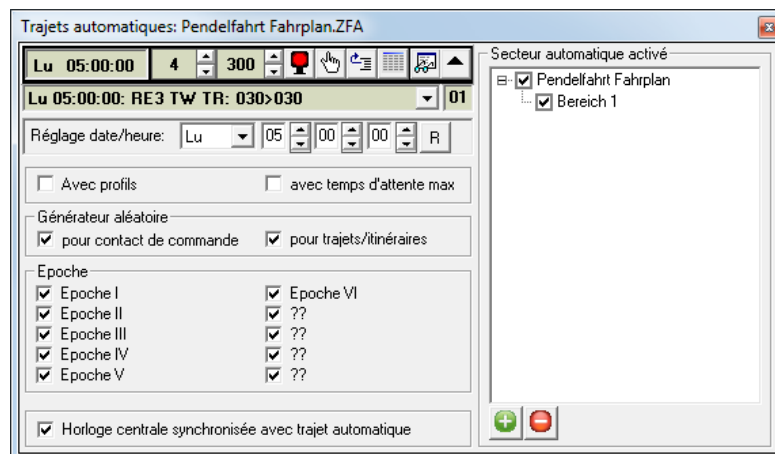 Trajets automatiques: Pendelfahrt Fahrplan.ZFA
Lu 05:00:00 4 300
Lu 05:00:00: RE3 TW TR: 030>030 01
Réglage date/heure: Lu 05 00 00 R
Avec profils avec temps d'attente max
Générateur aléatoire
pour contact de commande pour trajets/itinéraires
Epoche
Epoche I Epoche VI
Epoche II ??
Epoche III ??
Epoche IV ??
Epoche V ??
Horloge centrale synchronisée avec trajet automatique
Secteur automatique activé
Pendelfahrt Fahrplan
Bereich 1